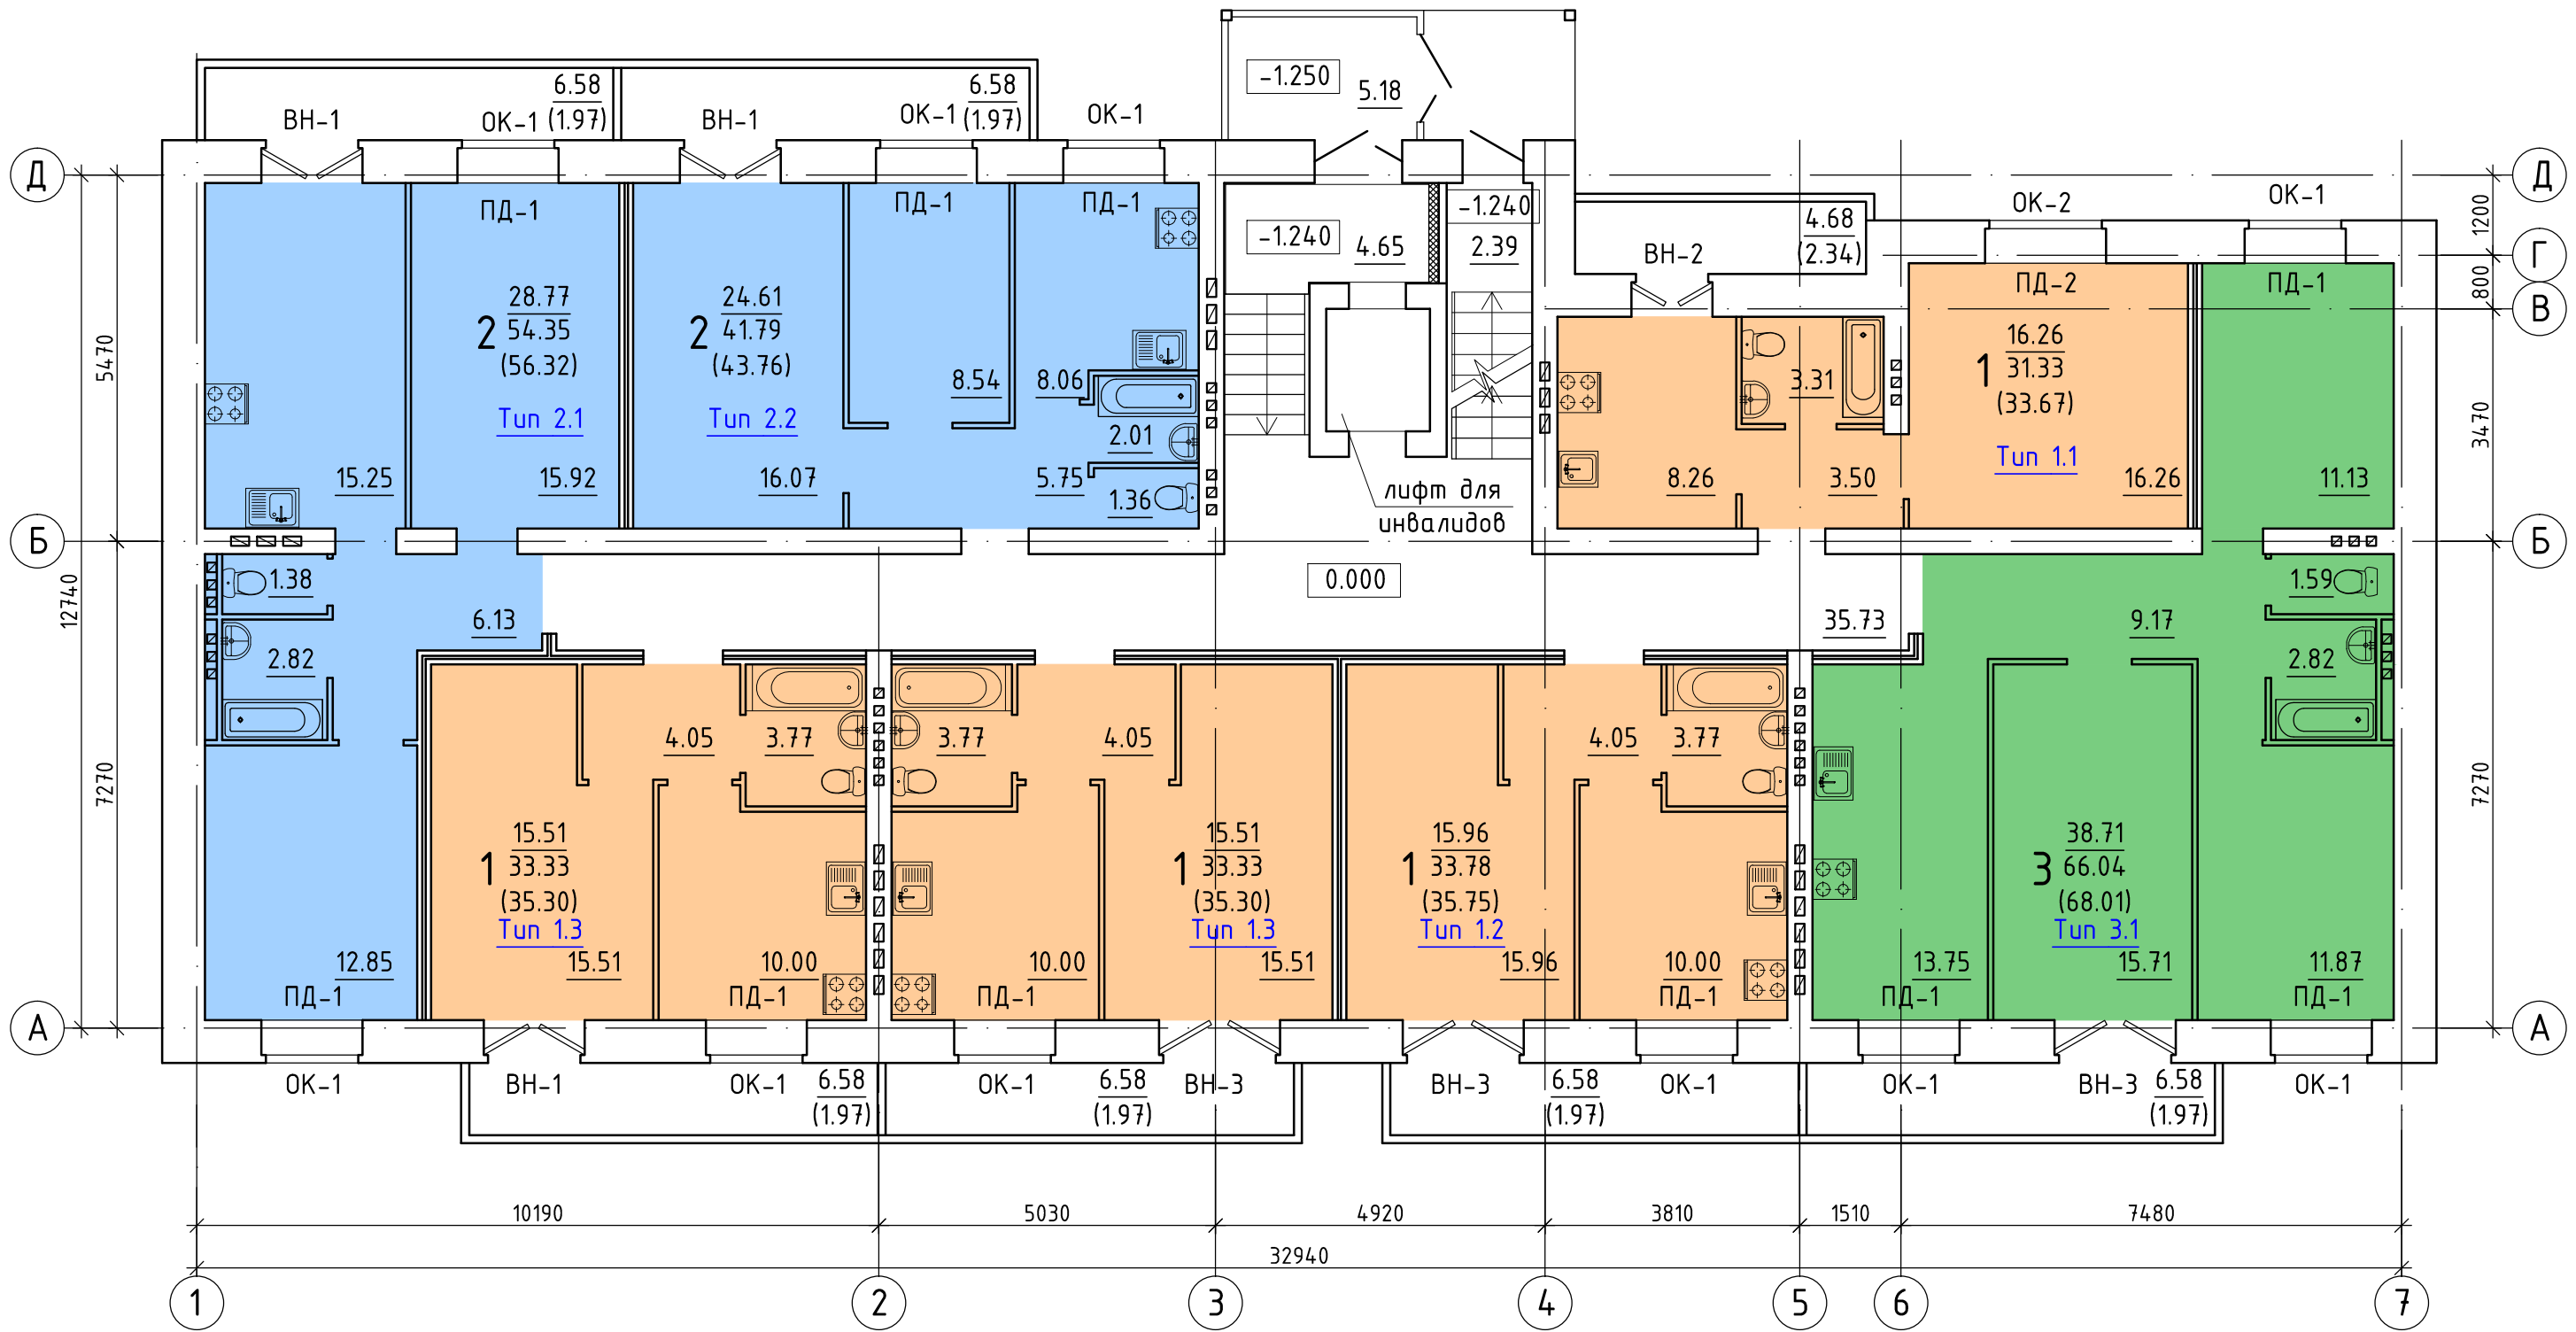 -1.250
5.18
6.58
(1.97)
6.58
(1.97)
ВН-1
ОК-1
ВН-1
ОК-1
ОК-1
Д
Д
ПД-1
ПД-1
ПД-1
-1.240
4.65
-1.240
2.39
4.68
(2.34)
ВН-2
ОК-2
ОК-1
1200
Г
800
В
ПД-2
ПД-1
2
28.77
54.35
(56.32)
Тип 2.1
2
24.61
41.79
(43.76)
Тип 2.2
8.54
8.06
2.01
5.75
1.36
15.25
15.92
16.07
5470
12740
3.31
8.26
3.50
1
16.26
31.33
(33.67)
Тип 1.1
16.26
11.13
3470
лифт для
инвалидов
Б
Б
0.000
1.38
6.13
2.82
35.73
9.17
1.59
2.82
4.05
3.77
3.77
4.05
4.05
3.77
7270
7270
1
15.51
33.33
(35.30)
Тип 1.3
15.51
1
15.51
33.33
(35.30)
Тип 1.3
15.51
1
15.96
33.78
(35.75)
Тип 1.2
15.96
3
38.71
66.04
(68.01)
Тип 3.1
15.71
12.85
10.00
10.00
10.00
13.75
11.87
ПД-1
ПД-1
ПД-1
ПД-1
ПД-1
ПД-1
А
А
ОК-1
ВН-1
ОК-1
6.58
(1.97)
ОК-1
6.58
(1.97)
ВН-3
ВН-3
6.58
(1.97)
ОК-1
ОК-1
ВН-3
6.58
(1.97)
ОК-1
10190
5030
4920
3810
1510
7480
32940
1
2
3
4
5
6
7